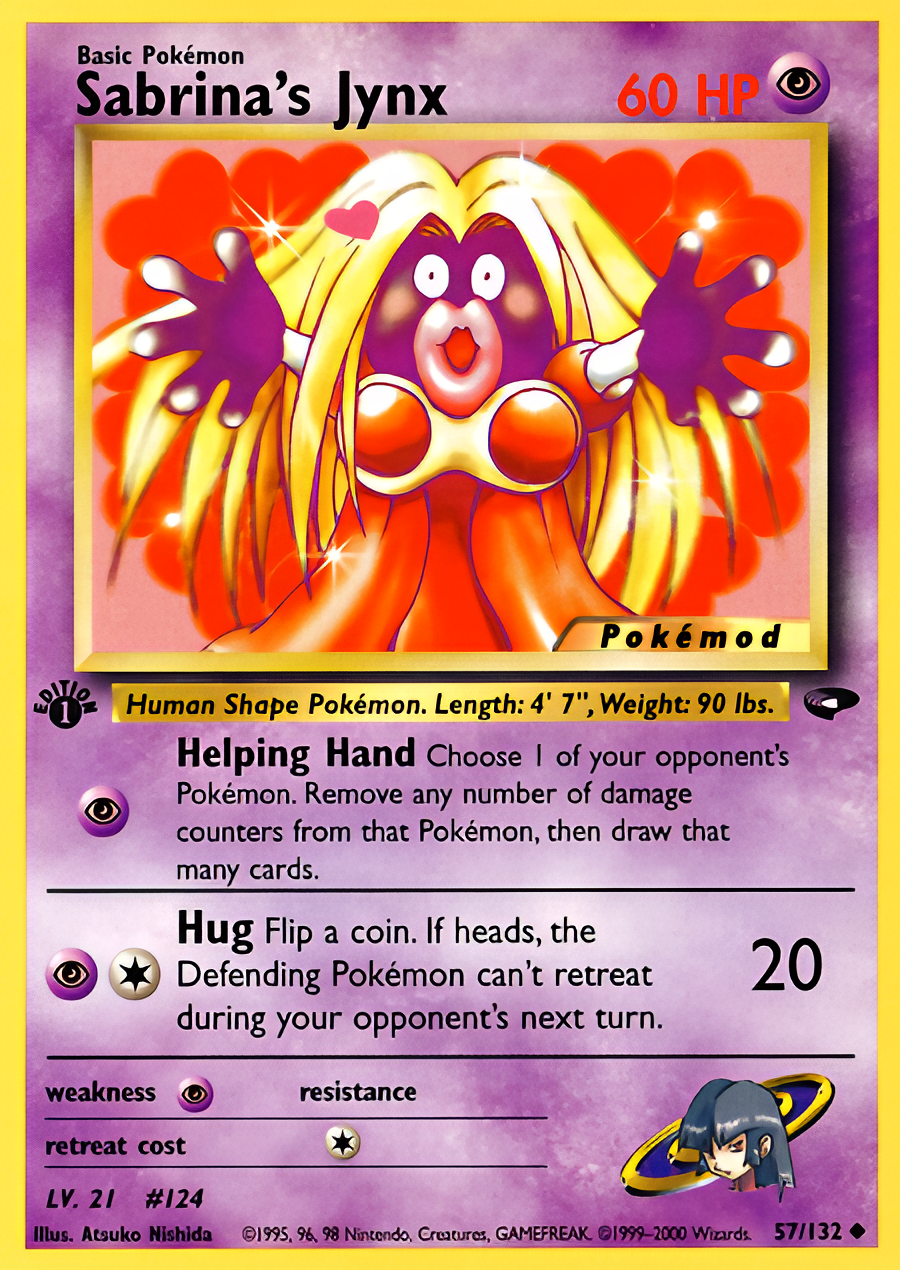 Basic Pokémon
Sabrina's Jynx 60 HP
Pokémod
EDITION
1
Human Shape Pokémon. Length: 4' 7", Weight: 90 lbs.
Helping Hand Choose 1 of your opponent's
Pokémon. Remove any number of damage
counters from that Pokémon, then draw that
many cards.
Hug Flip a coin. If heads, the
Defending Pokémon can't retreat
during your opponent's next turn.
20
weakness resistance
retreat cost
LV. 21 #124
Illus. Atsuko Nishida ©1995, 96, 98 Nintendo, Creatures, GAMEFREAK. ©1999–2000 Wizards. 57/132